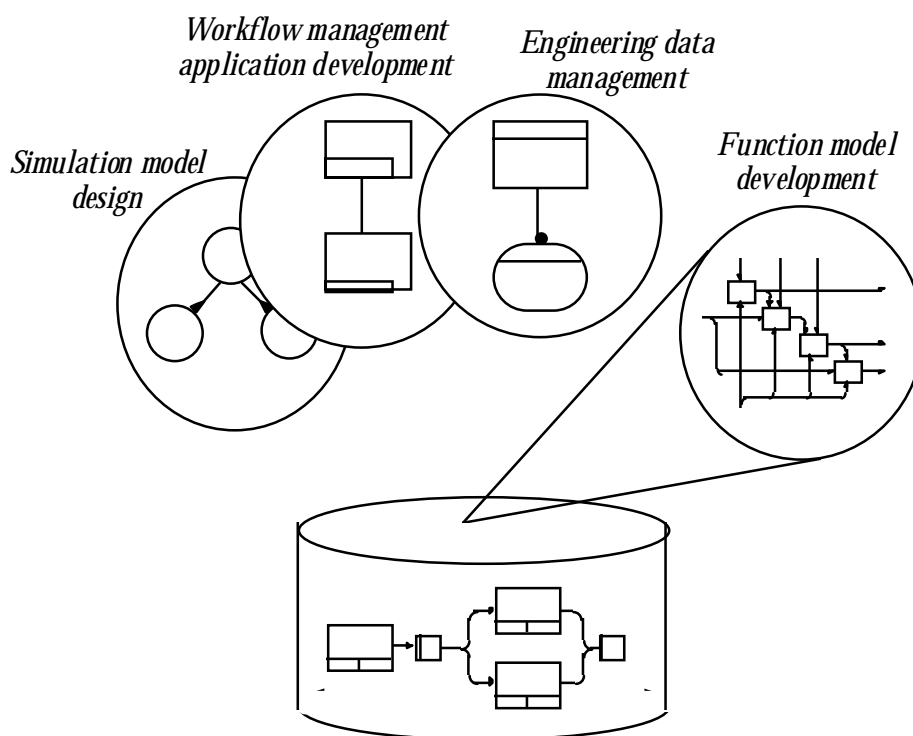 Workflow management
application development
Engineering data
management
Simulation model
design
Function model
development